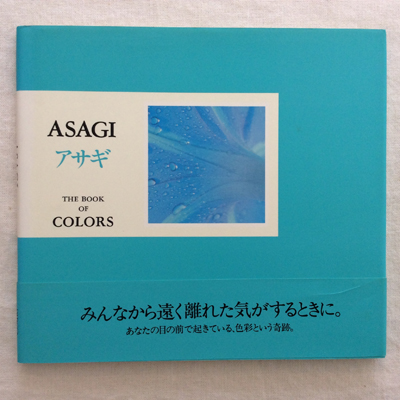 ASAGI
アサギ
THE BOOK
OF
COLORS
みんなから遠く離れた気がするときに。
あなたの目の前で起きている、色彩という奇跡。